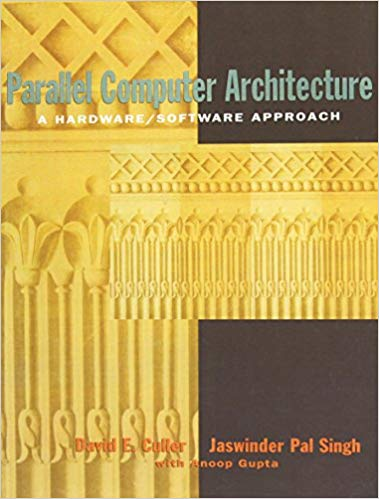 Parallel Computer Architecture
A HARDWARE/SOFTWARE APPROACH
David E. Culler Jaswinder Pal Singh
with Anoop Gupta